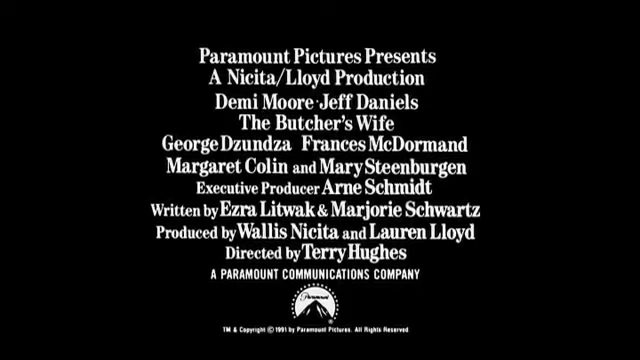 Paramount Pictures Presents
A Nicita/Lloyd Production
Demi Moore · Jeff Daniels
The Butcher's Wife
George Dzundza Frances McDormand
Margaret Colin and Mary Steenburgen
Executive Producer Arne Schmidt
Written by Ezra Litwak & Marjorie Schwartz
Produced by Wallis Nicita and Lauren Lloyd
Directed by Terry Hughes
A PARAMOUNT COMMUNICATIONS COMPANY
Paramount
TM & Copyright © 1991 by Paramount Pictures. All Rights Reserved